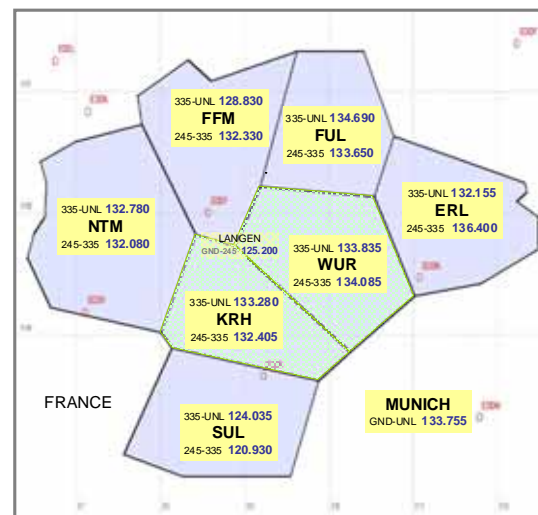 335-UNL 128.830
FFM
245-335 132.330
335-UNL 134.690
FUL
245-335 133.650
335-UNL 132.155
ERL
245-335 136.400
335-UNL 132.780
NTM
245-335 132.080
LANGEN
GND-245 125.200
335-UNL 133.835
WUR
245-335 134.085
335-UNL 133.280
KRH
245-335 132.405
FRANCE
335-UNL 124.035
SUL
245-335 120.930
MUNICH
GND-UNL 133.755